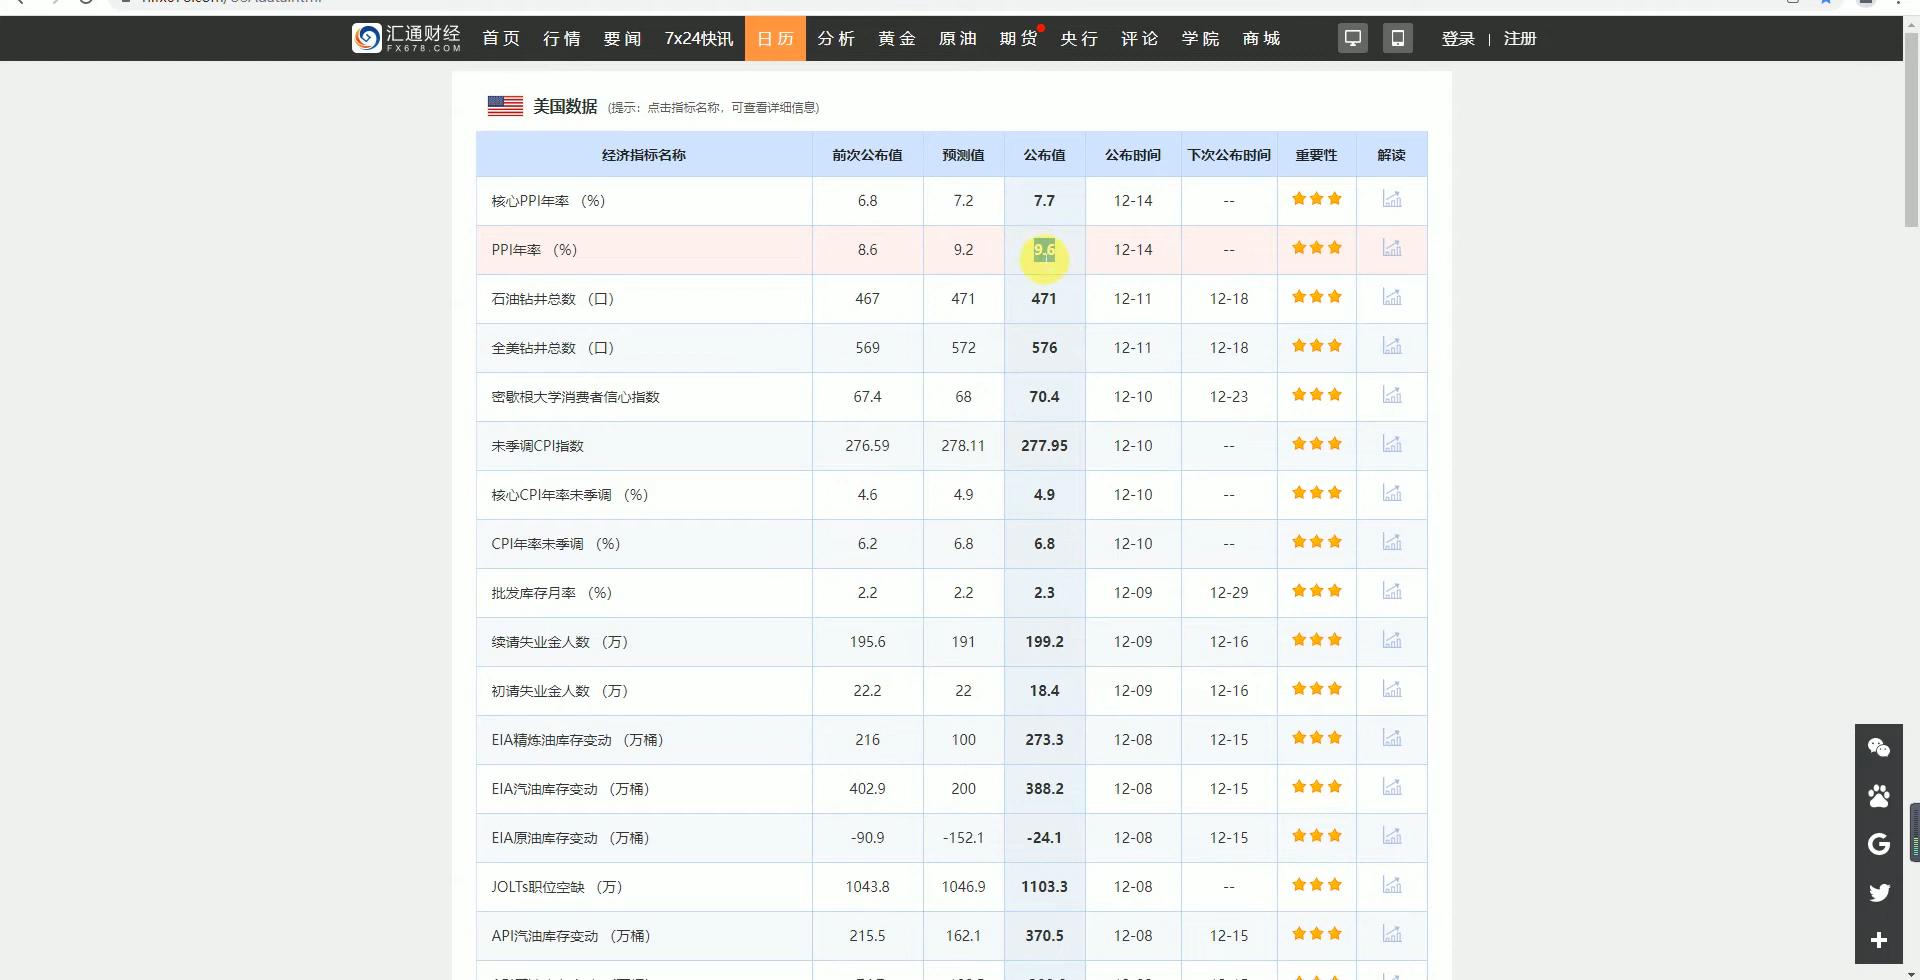 汇通财经
FX678.COM
首页 行情 要闻 7x24快讯 日历 分析 黄金 原油 期货 央行 评论 学院 商城 登录 | 注册
美国数据 (提示：点击指标名称，可查看详细信息)
经济指标名称 前次公布值 预测值 公布值 公布时间 下次公布时间 重要性 解读
核心PPI年率 （%） 6.8 7.2 7.7 12-14 --
PPI年率 （%） 8.6 9.2 9.6 12-14 --
石油钻井总数 （口） 467 471 471 12-11 12-18
全美钻井总数 （口） 569 572 576 12-11 12-18
密歇根大学消费者信心指数 67.4 68 70.4 12-10 12-23
未季调CPI指数 276.59 278.11 277.95 12-10 --
核心CPI年率未季调 （%） 4.6 4.9 4.9 12-10 --
CPI年率未季调 （%） 6.2 6.8 6.8 12-10 --
批发库存月率 （%） 2.2 2.2 2.3 12-09 12-29
续请失业金人数 （万） 195.6 191 199.2 12-09 12-16
初请失业金人数 （万） 22.2 22 18.4 12-09 12-16
EIA精炼油库存变动 （万桶） 216 100 273.3 12-08 12-15
EIA汽油库存变动 （万桶） 402.9 200 388.2 12-08 12-15
EIA原油库存变动 （万桶） -90.9 -152.1 -24.1 12-08 12-15
JOLTs职位空缺 （万） 1043.8 1046.9 1103.3 12-08 --
API汽油库存变动 （万桶） 215.5 162.1 370.5 12-08 12-15